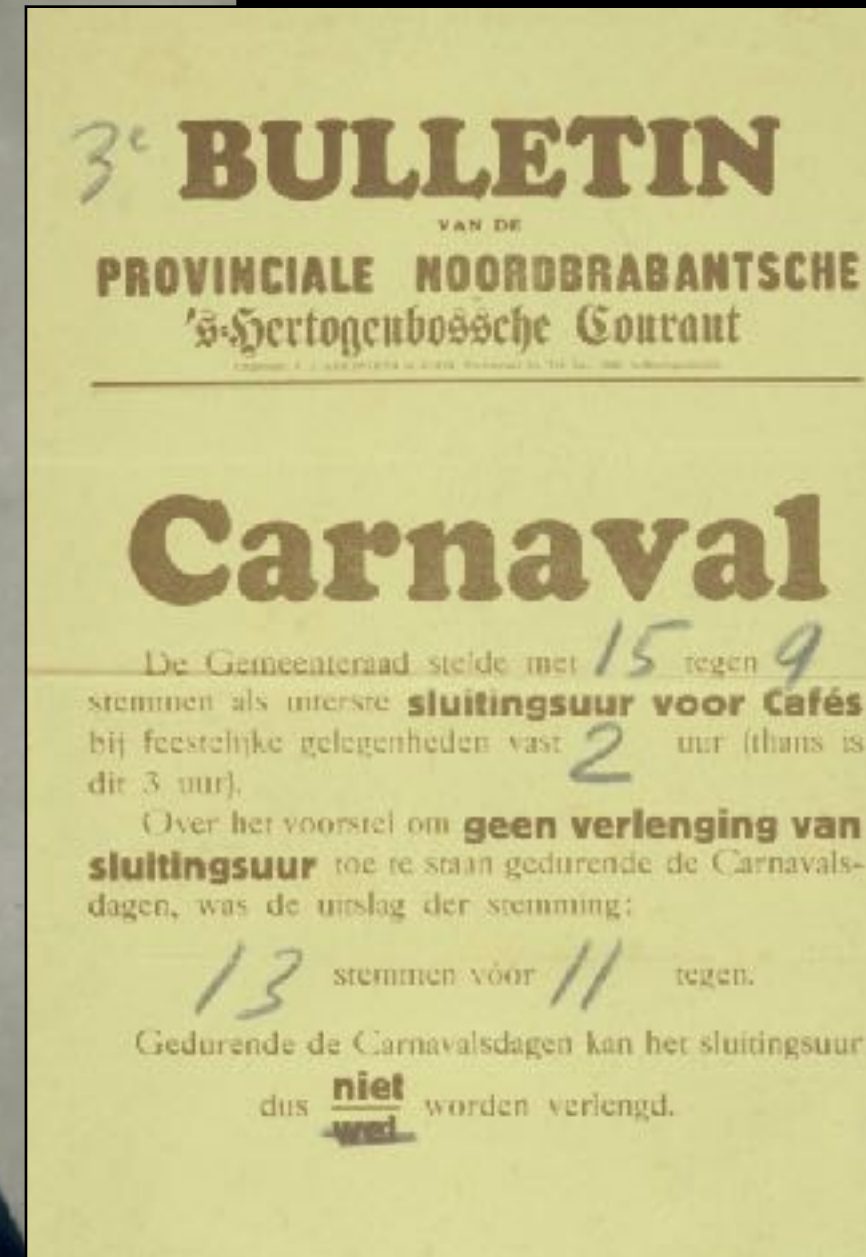 3e BULLETIN
VAN DE
PROVINCIALE NOORDBRABANTSCHE
's-Hertogenbossche Courant
Carnaval
De Gemeenteraad stelde met 15 tegen 9
stemmen als uiterste sluitingsuur voor Cafés
bij feestelijke gelegenheden vast 2 uur (thans is
dit 3 uur).
Over het voorstel om geen verlenging van
sluitingsuur toe te staan gedurende de Carnavals-
dagen, was de uitslag der stemming:
13 stemmen vóór 11 tegen.
Gedurende de Carnavalsdagen kan het sluitingsuur
dus niet worden verlengd.
wel